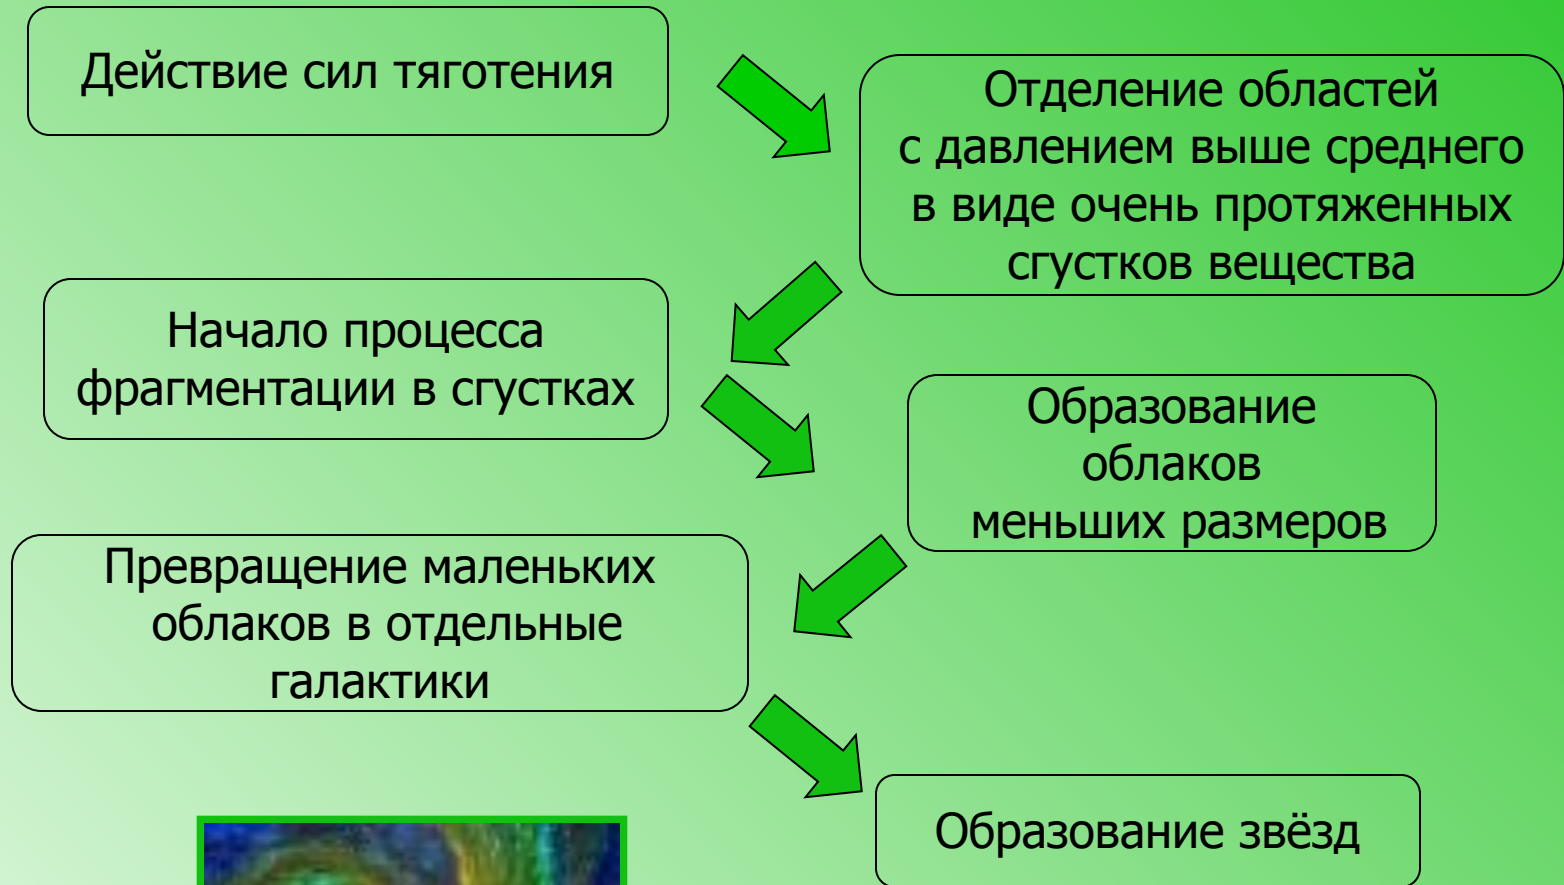 Действие сил тяготения
Отделение областей
с давлением выше среднего
в виде очень протяженных
сгустков вещества
Начало процесса
фрагментации в сгустках
Образование
облаков
меньших размеров
Превращение маленьких
облаков в отдельные
галактики
Образование звёзд